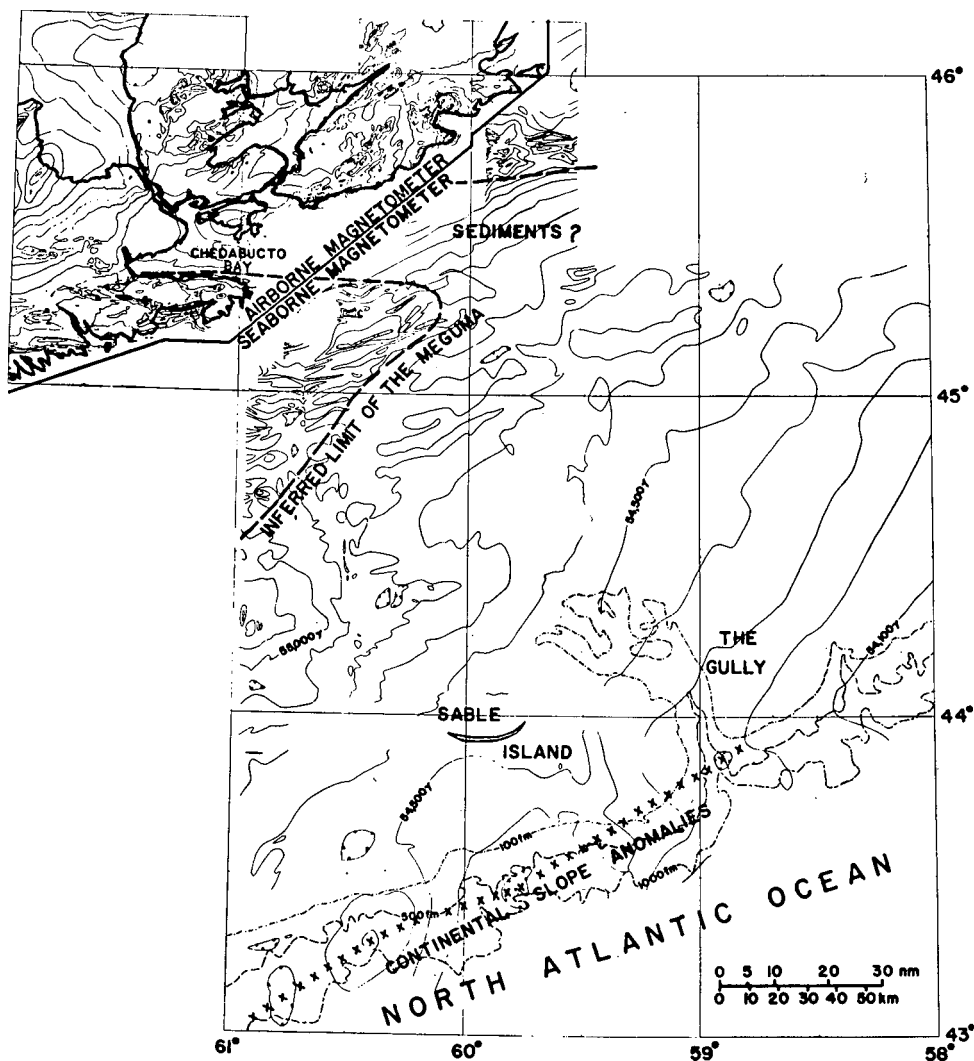 46°
AIRBORNE MAGNETOMETER
SEABORNE MAGNETOMETER
SEDIMENTS ?
CHEDABUCTO
BAY
INFERRED LIMIT OF THE MEGUMA
45°
54,500γ
55,000γ
THE
GULLY
54,100γ
SABLE
ISLAND
44°
54,500γ
100fm
500fm
1000fm
CONTINENTAL SLOPE ANOMALIES
NORTH ATLANTIC OCEAN
0 5 10 20 30 nm
0 10 20 30 40 50 km
43°
61° 60° 59° 58°